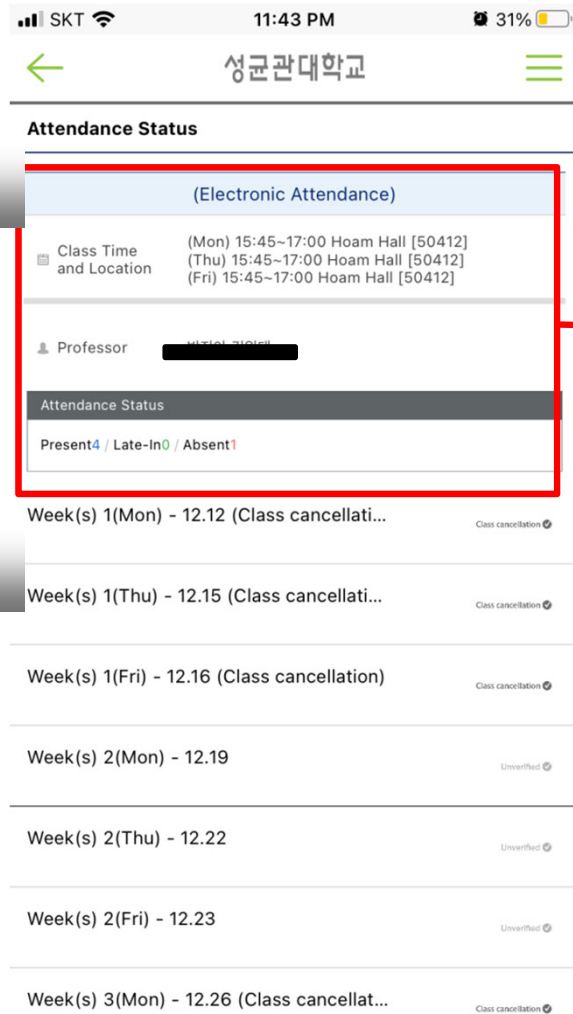 SKT 11:43 PM 31%
성균관대학교
Attendance Status
(Electronic Attendance)
Class Time and Location
(Mon) 15:45~17:00 Hoam Hall [50412]
(Thu) 15:45~17:00 Hoam Hall [50412]
(Fri) 15:45~17:00 Hoam Hall [50412]
Professor
Attendance Status
Present4 / Late-In0 / Absent1
Week(s) 1(Mon) - 12.12 (Class cancellati... Class cancellation
Week(s) 1(Thu) - 12.15 (Class cancellati... Class cancellation
Week(s) 1(Fri) - 12.16 (Class cancellation) Class cancellation
Week(s) 2(Mon) - 12.19 Unverified
Week(s) 2(Thu) - 12.22 Unverified
Week(s) 2(Fri) - 12.23 Unverified
Week(s) 3(Mon) - 12.26 (Class cancellat... Class cancellation